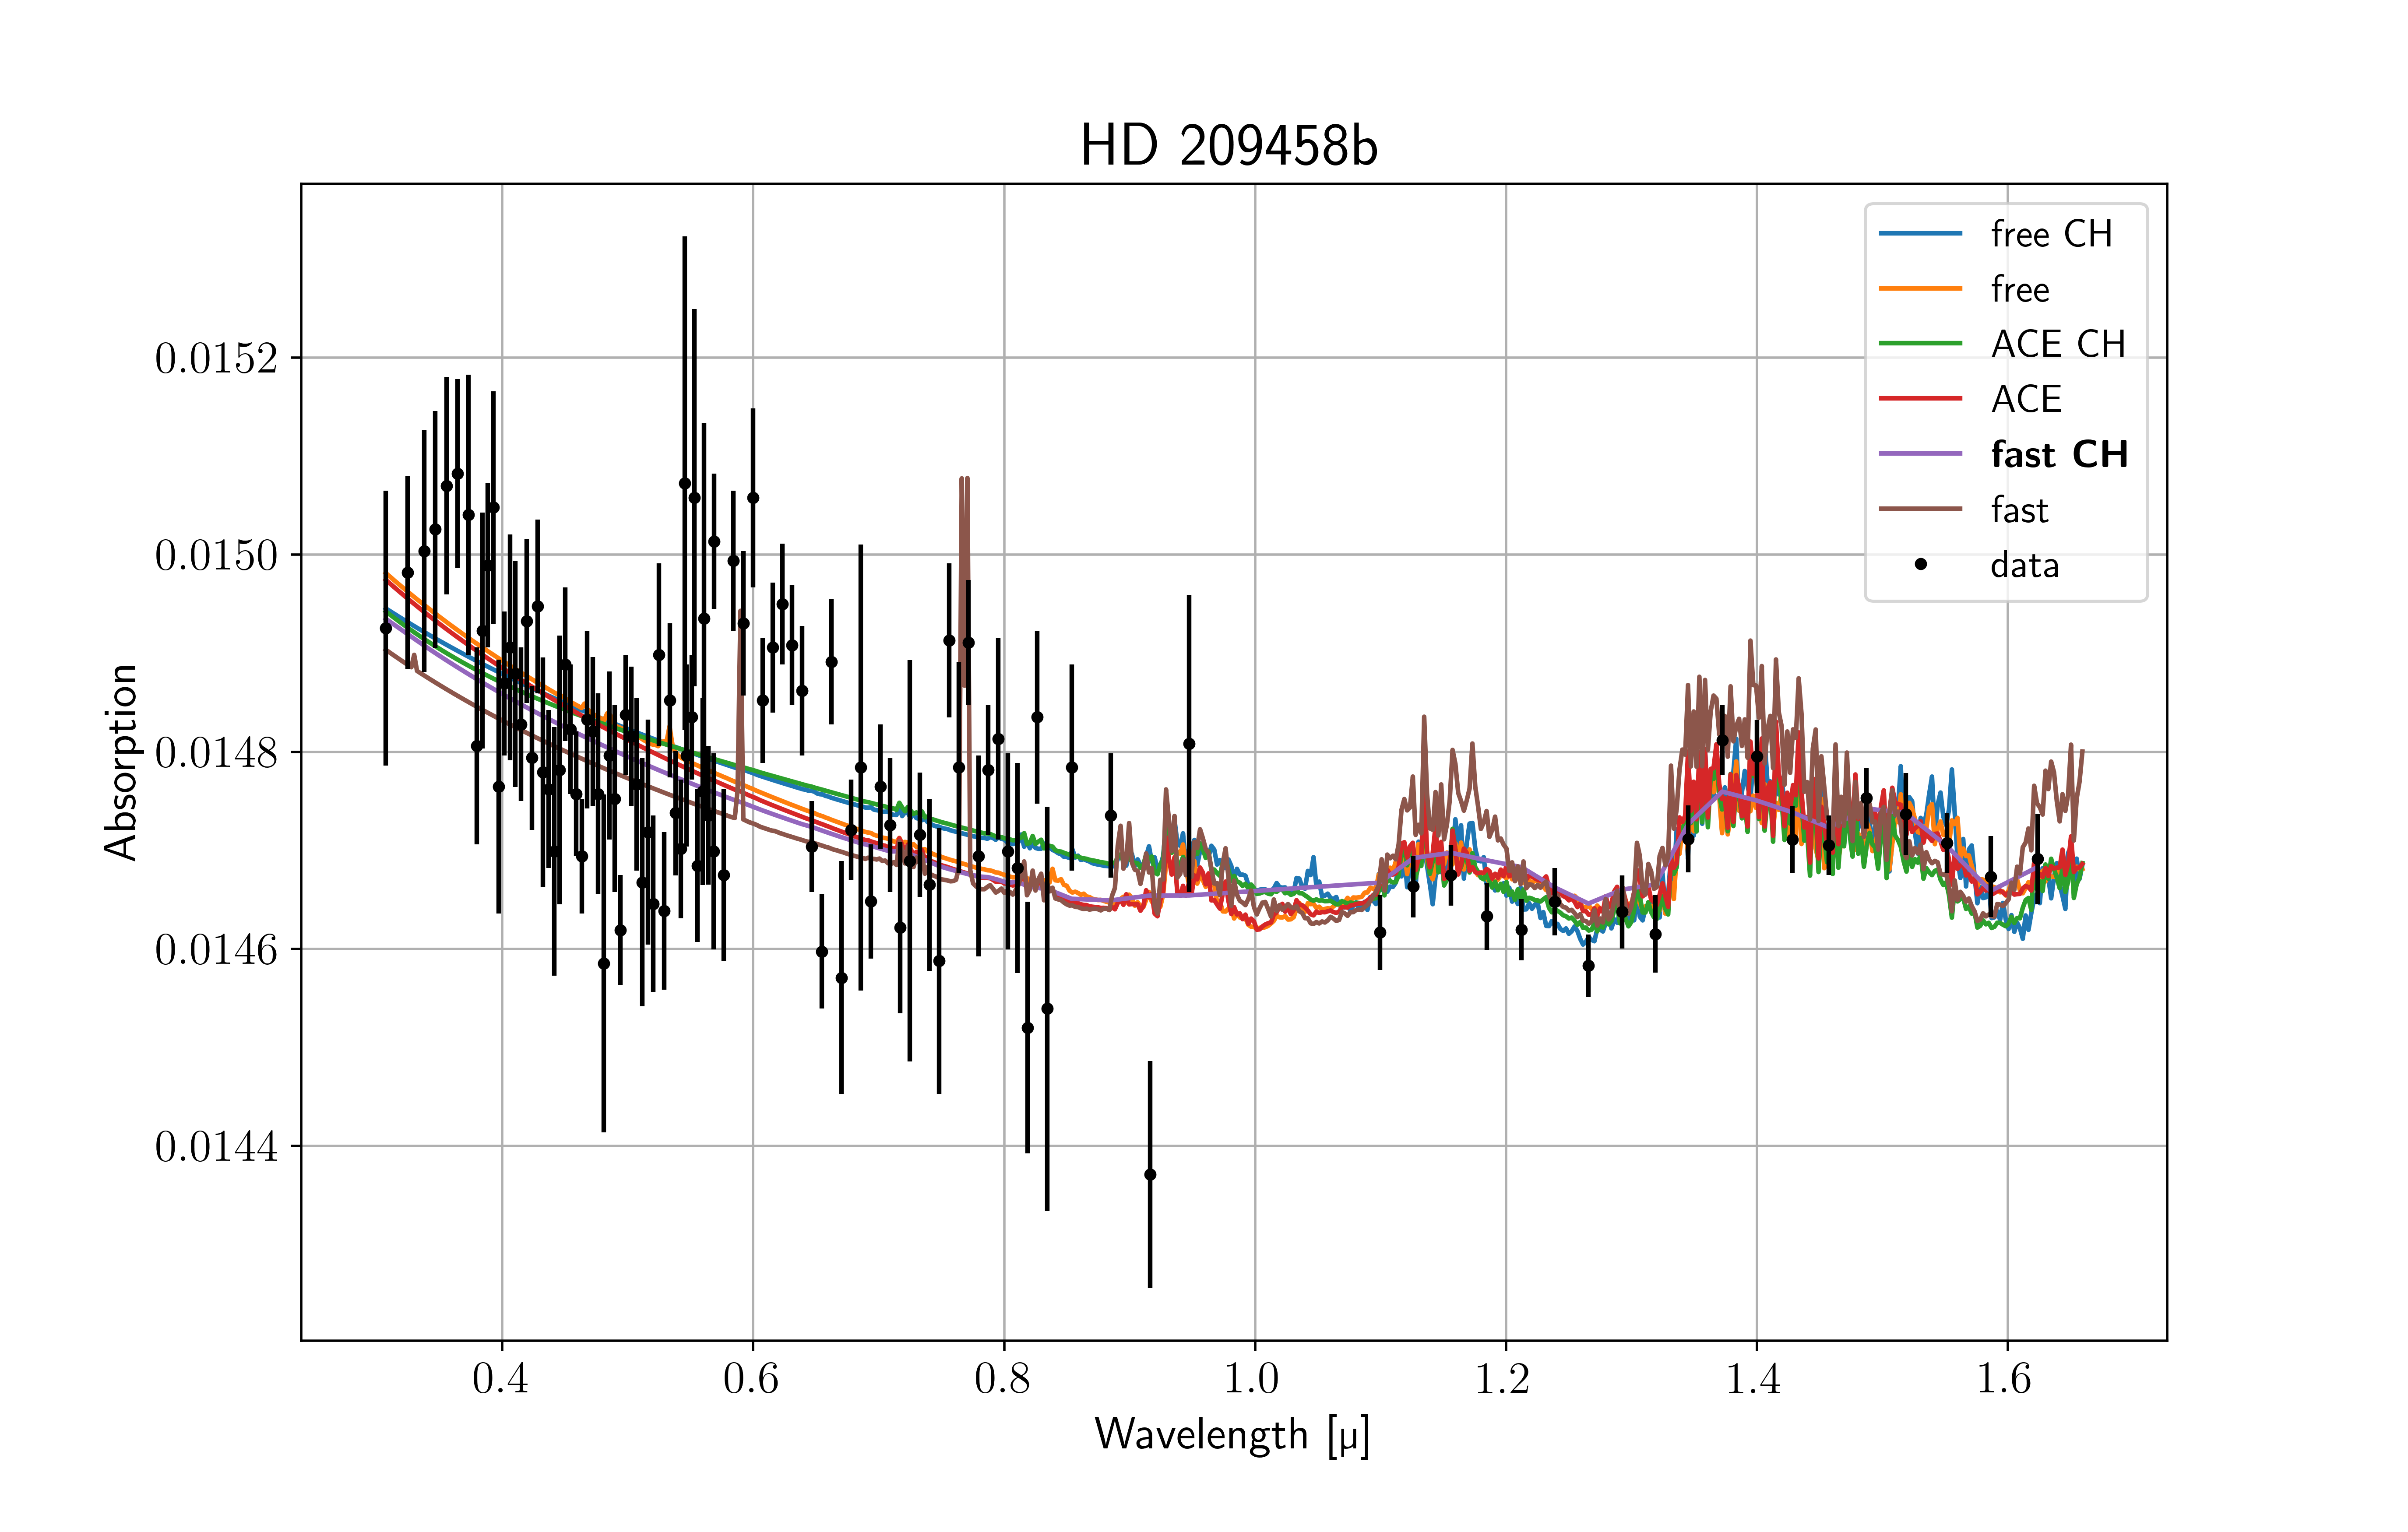 HD 209458b
free CH
free
ACE CH
ACE
fast CH
fast
data
Absorption
0.0152
0.0150
0.0148
0.0146
0.0144
0.4 0.6 0.8 1.0 1.2 1.4 1.6
Wavelength [μ]